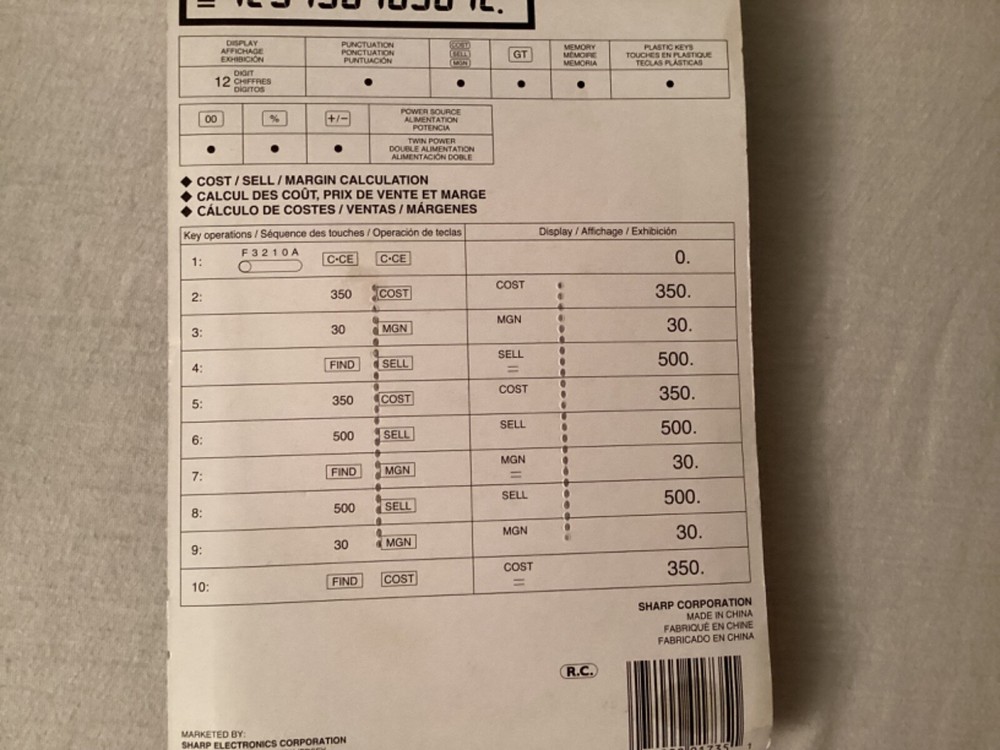 DISPLAY
AFFICHAGE
EXHIBICIÓN
PUNCTUATION
PONCTUATION
PUNTUACIÓN
COST
SELL
MGN
GT
MEMORY
MÉMOIRE
MEMORIA
PLASTIC KEYS
TOUCHES EN PLASTIQUE
TECLAS PLÁSTICAS
12 DIGIT
CHIFFRES
DÍGITOS
● ● ● ● ●
00 % +/−
POWER SOURCE
ALIMENTATION
POTENCIA
● ● ●
TWIN POWER
DOUBLE ALIMENTATION
ALIMENTACIÓN DOBLE
◆ COST / SELL / MARGIN CALCULATION
◆ CALCUL DES COÛT, PRIX DE VENTE ET MARGE
◆ CÁLCULO DE COSTES / VENTAS / MÁRGENES
Key operations / Séquence des touches / Operación de teclas Display / Affichage / Exhibición
1: F 3 2 1 0 A C·CE C·CE 0.
2: 350 COST COST 350.
3: 30 MGN MGN 30.
4: FIND SELL SELL = 500.
5: 350 COST COST 350.
6: 500 SELL SELL 500.
7: FIND MGN MGN = 30.
8: 500 SELL SELL 500.
9: 30 MGN MGN 30.
10: FIND COST COST = 350.
SHARP CORPORATION
MADE IN CHINA
FABRIQUÉ EN CHINE
FABRICADO EN CHINA
R.C.
MARKETED BY:
SHARP ELECTRONICS CORPORATION